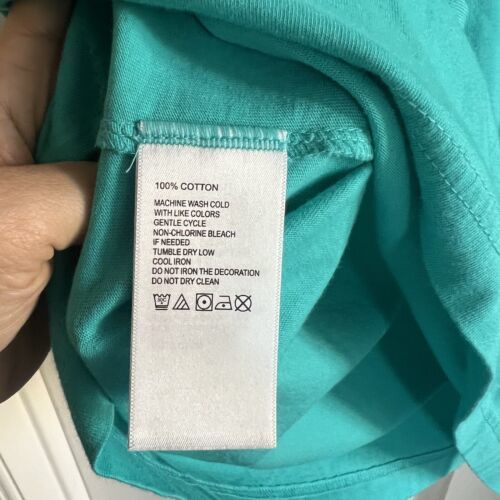 100% COTTON
MACHINE WASH COLD
WITH LIKE COLORS
GENTLE CYCLE
NON-CHLORINE BLEACH
IF NEEDED
TUMBLE DRY LOW
COOL IRON
DO NOT IRON THE DECORATION
DO NOT DRY CLEAN